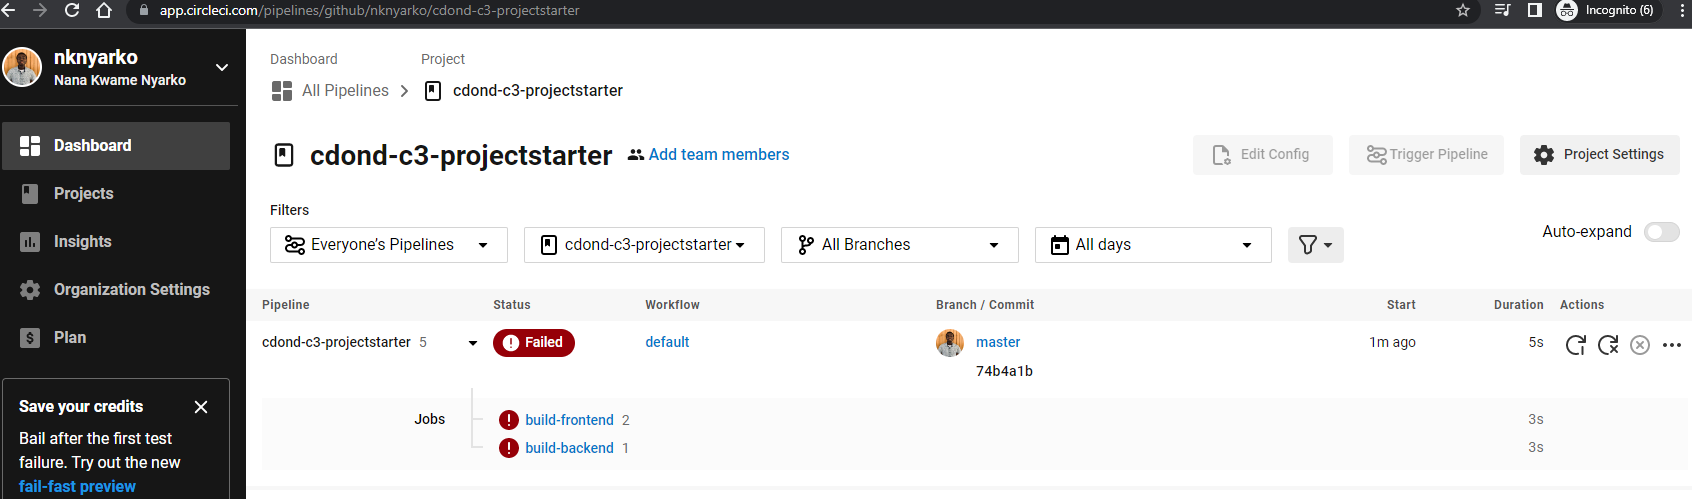 app.circleci.com/pipelines/github/nknyarko/cdond-c3-projectstarter
Incognito (6)
nknyarko
Nana Kwame Nyarko
Dashboard
Projects
Insights
Organization Settings
Plan
Save your credits
Bail after the first test
failure. Try out the new
fail-fast preview
Dashboard Project
All Pipelines cdond-c3-projectstarter
cdond-c3-projectstarter Add team members Edit Config Trigger Pipeline Project Settings
Filters
Everyone's Pipelines cdond-c3-projectstarter All Branches All days Auto-expand
Pipeline Status Workflow Branch / Commit Start Duration Actions
cdond-c3-projectstarter 5 Failed default master 1m ago 5s
74b4a1b
Jobs build-frontend 2 3s
build-backend 1 3s